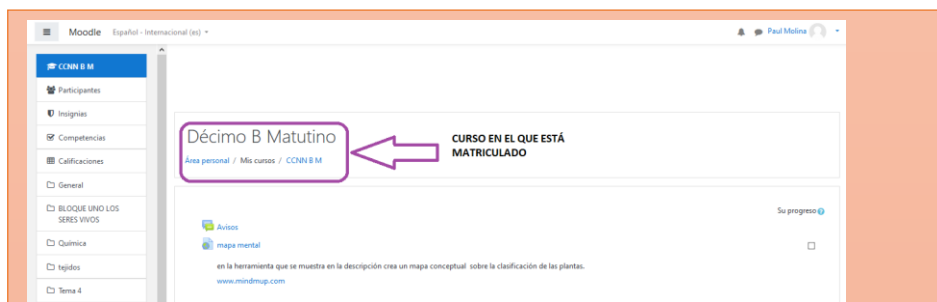 Moodle Español - Internacional (es)
Paul Molina
CCNN B M
Participantes
Insignias
Competencias
Calificaciones
General
BLOQUE UNO LOS
SERES VIVOS
Química
tejidos
Tema 4
Décimo B Matutino
Área personal / Mis cursos / CCNN B M
CURSO EN EL QUE ESTÁ
MATRICULADO
Su progreso
Avisos
mapa mental
en la herramienta que se muestra en la descripción crea un mapa conceptual sobre la clasificación de las plantas.
www.mindmup.com